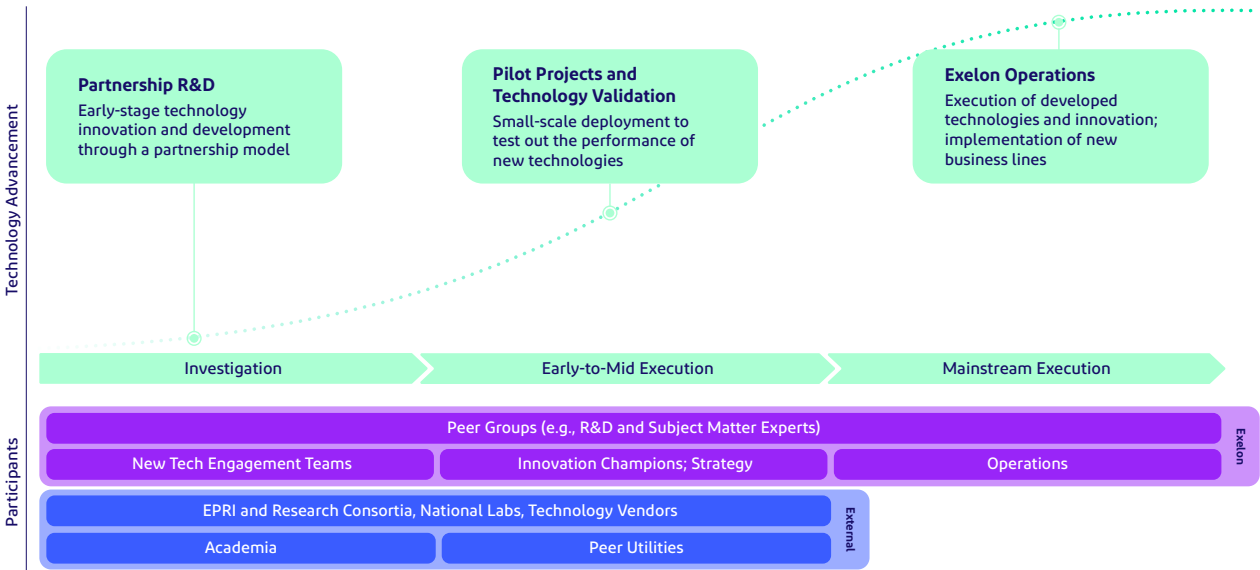 Technology Advancement
Partnership R&D
Early-stage technology
innovation and development
through a partnership model
Pilot Projects and
Technology Validation
Small-scale deployment to
test out the performance of
new technologies
Exelon Operations
Execution of developed
technologies and innovation;
implementation of new
business lines
Investigation
Early-to-Mid Execution
Mainstream Execution
Participants
Peer Groups (e.g., R&D and Subject Matter Experts)
New Tech Engagement Teams
Innovation Champions; Strategy
Operations
Exelon
EPRI and Research Consortia, National Labs, Technology Vendors
Academia
Peer Utilities
External